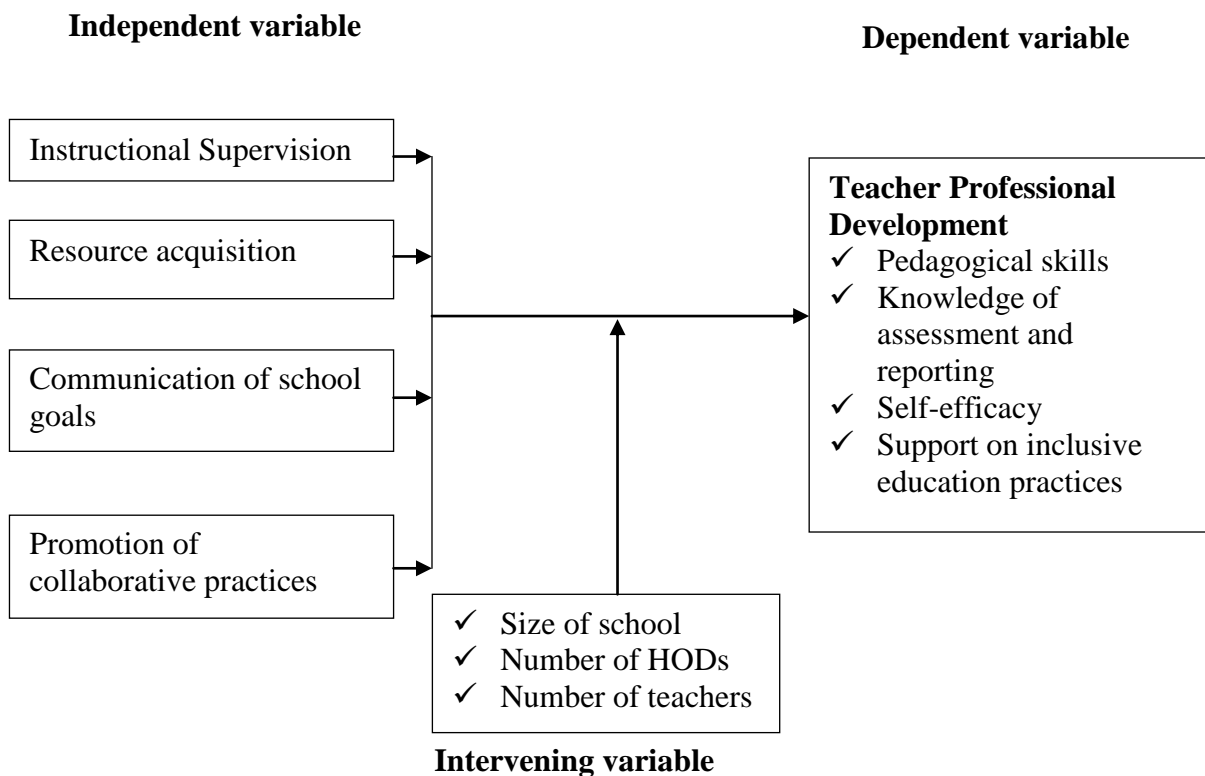 Independent variable
Dependent variable
Instructional Supervision
Resource acquisition
Communication of school
goals
Promotion of
collaborative practices
Teacher Professional
Development
✓ Pedagogical skills
✓ Knowledge of
assessment and
reporting
✓ Self-efficacy
✓ Support on inclusive
education practices
✓ Size of school
✓ Number of HODs
✓ Number of teachers
Intervening variable